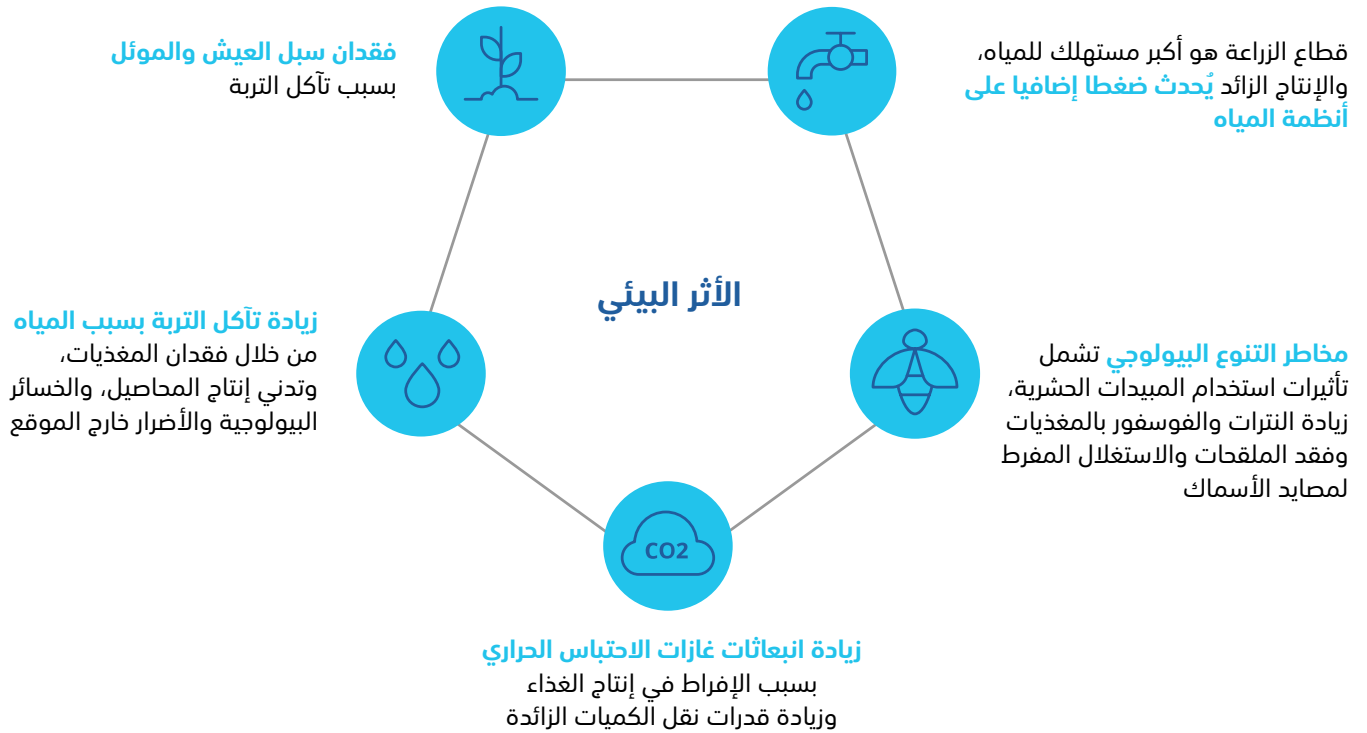 قطاع الزراعة هو أكبر مستهلك للمياه،
والإنتاج الزائد يُحدث ضغطا إضافيا على
أنظمة المياه
فقدان سبل العيش والموئل
بسبب تآكل التربة
الأثر البيئي
مخاطر التنوع البيولوجي تشمل
تأثيرات استخدام المبيدات الحشرية،
زيادة النترات والفوسفور بالمغذيات
وفقد الملقحات والاستغلال المفرط
لمصايد الأسماك
زيادة تآكل التربة بسبب المياه
من خلال فقدان المغذيات،
وتدني إنتاج المحاصيل، والخسائر
البيولوجية والأضرار خارج الموقع
CO2
زيادة انبعاثات غازات الاحتباس الحراري
بسبب الإفراط في إنتاج الغذاء
وزيادة قدرات نقل الكميات الزائدة